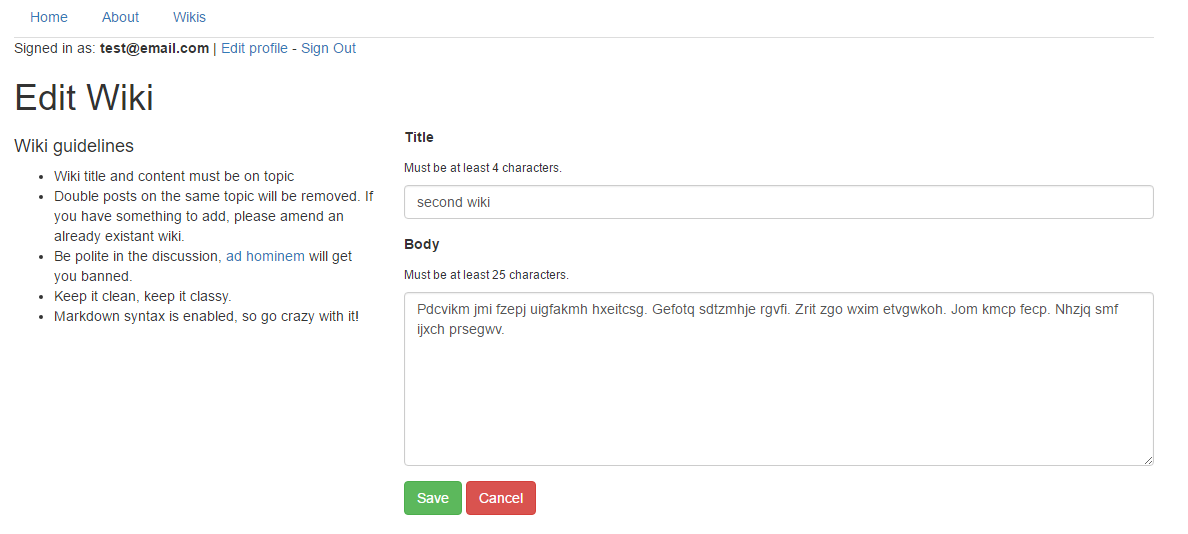 Home About Wikis
Signed in as: test@email.com | Edit profile - Sign Out
Edit Wiki
Wiki guidelines
Wiki title and content must be on topic
Double posts on the same topic will be removed. If
you have something to add, please amend an
already existant wiki.
Be polite in the discussion, ad hominem will get
you banned.
Keep it clean, keep it classy.
Markdown syntax is enabled, so go crazy with it!
Title
Must be at least 4 characters.
second wiki
Body
Must be at least 25 characters.
Pdcvikm jmi fzepj uigfakmh hxeitcsg. Gefotq sdtzmhje rgvfi. Zrit zgo wxim etvgwkoh. Jom kmcp fecp. Nhzjq smf
ijxch prsegwv.
Save Cancel